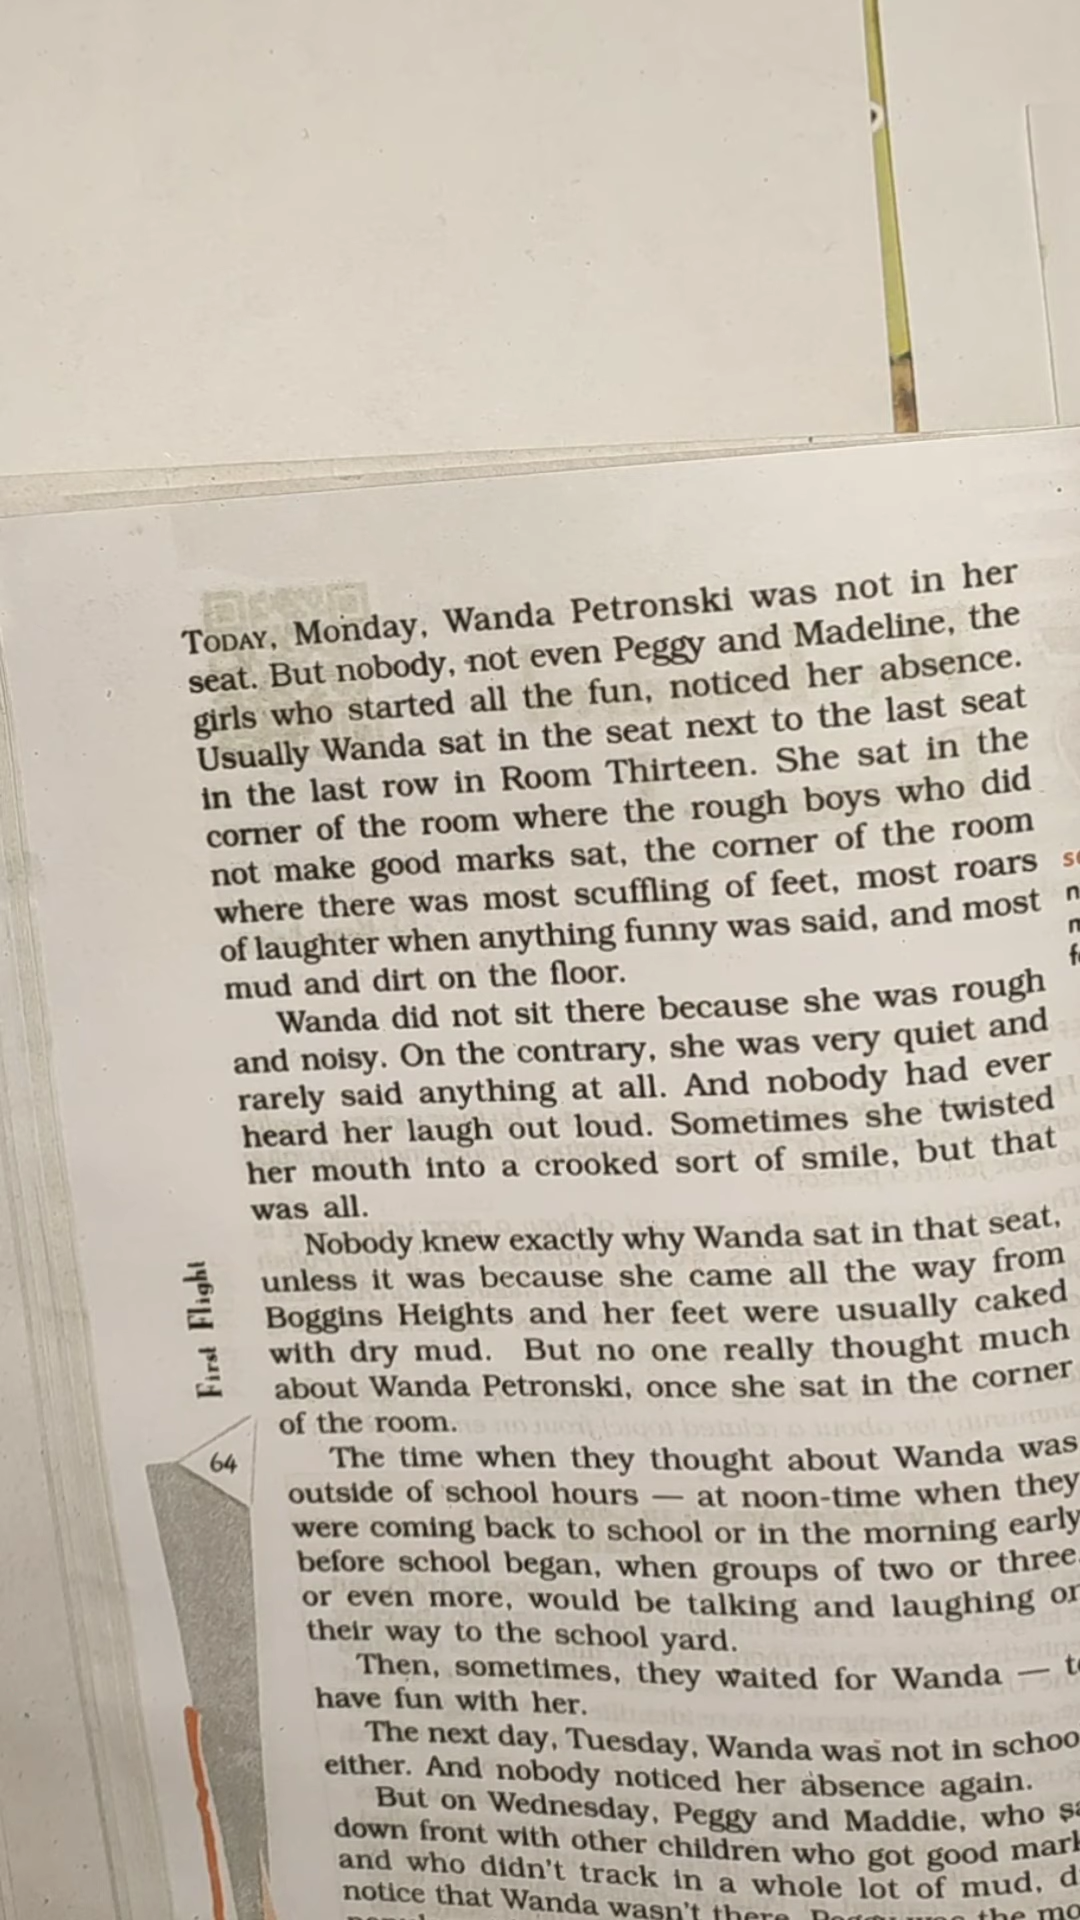 TODAY, Monday, Wanda Petronski was not in her
seat. But nobody, not even Peggy and Madeline, the
girls who started all the fun, noticed her absence.
Usually Wanda sat in the seat next to the last seat
in the last row in Room Thirteen. She sat in the
corner of the room where the rough boys who did
not make good marks sat, the corner of the room
where there was most scuffling of feet, most roars
of laughter when anything funny was said, and most
mud and dirt on the floor.
Wanda did not sit there because she was rough
and noisy. On the contrary, she was very quiet and
rarely said anything at all. And nobody had ever
heard her laugh out loud. Sometimes she twisted
her mouth into a crooked sort of smile, but that
was all.
Nobody knew exactly why Wanda sat in that seat,
unless it was because she came all the way from
Boggins Heights and her feet were usually caked
with dry mud. But no one really thought much
about Wanda Petronski, once she sat in the corner
of the room.
The time when they thought about Wanda was
outside of school hours — at noon-time when they
were coming back to school or in the morning early
before school began, when groups of two or three
or even more, would be talking and laughing
their way to the school yard.
Then, sometimes, they waited for Wanda —
have fun with her.
The next day, Tuesday, Wanda was not in
either. And nobody noticed her absence again.
But on Wednesday, Peggy and Maddie, who
down front with other children who got good
and who didn't track in a whole lot of mud,
notice that Wanda wasn't there. Peggy was the
First Flight
64